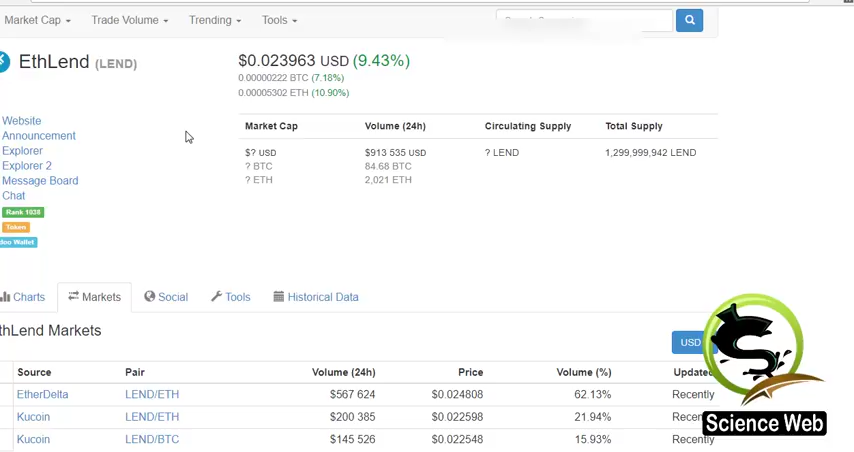 Market Cap Trade Volume Trending Tools
EthLend (LEND)
$0.023963 USD (9.43%)
0.00000222 BTC (7.18%)
0.00005302 ETH (10.90%)
Website
Announcement
Explorer
Explorer 2
Message Board
Chat
Rank 1038
Token
Wallet
Market Cap Volume (24h) Circulating Supply Total Supply
$? USD $913 535 USD ? LEND 1,299,999,942 LEND
? BTC 84.68 BTC
? ETH 2,021 ETH
Charts Markets Social Tools Historical Data
thLend Markets
USD
Source Pair Volume (24h) Price Volume (%) Updated
EtherDelta LEND/ETH $567 624 $0.024808 62.13% Recently
Kucoin LEND/ETH $200 385 $0.022598 21.94% Recently
Kucoin LEND/BTC $145 526 $0.022548 15.93% Recently
Science Web